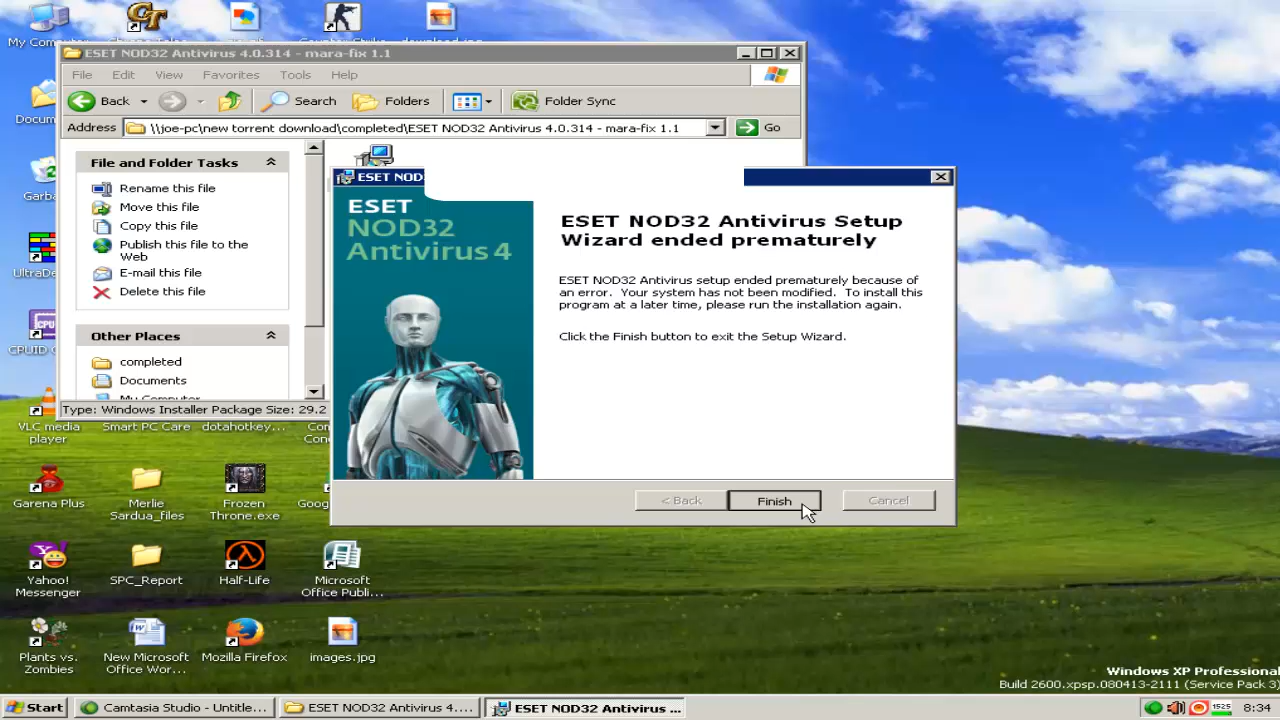 My Computer
ESET NOD32 Antivirus 4.0.314 - mara-fix 1.1
File Edit View Favorites Tools Help
Back Search Folders Folder Sync
Address \\joe-pc\new torrent download\completed\ESET NOD32 Antivirus 4.0.314 - mara-fix 1.1 Go
File and Folder Tasks
Rename this file
Move this file
Copy this file
Publish this file to the
Web
E-mail this file
Delete this file
Other Places
completed
Documents
My Computer
Type: Windows Installer Package Size: 29.2
ESET NOD
ESET
NOD32
Antivirus 4
ESET NOD32 Antivirus Setup
Wizard ended prematurely
ESET NOD32 Antivirus setup ended prematurely because of
an error. Your system has not been modified. To install this
program at a later time, please run the installation again.
Click the Finish button to exit the Setup Wizard.
< Back Finish Cancel
Docum
Garba
UltraDe
CPU
CPUID C
VLC media
player
Smart PC Care
dotahotkey...
Garena Plus
Merlie
Sardua_files
Frozen
Throne.exe
Goog
Yahoo!
Messenger
SPC_Report
Half-Life
Microsoft
Office Publi...
Plants vs.
Zombies
New Microsoft
Office Wor...
Mozilla Firefox
images.jpg
Windows XP Professional
Build 2600.xpsp.080413-2111 (Service Pack 3)
Start Camtasia Studio - Untitle... ESET NOD32 Antivirus 4.... ESET NOD32 Antivirus ... 1525 8:34